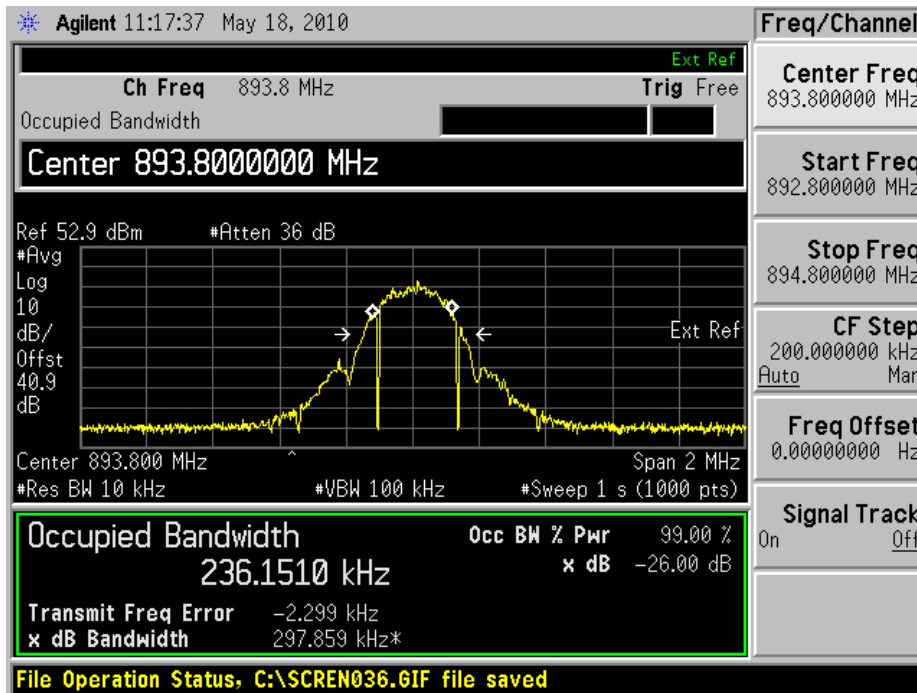 Agilent 11:17:37 May 18, 2010
Freq/Channel
Ext Ref
Ch Freq 893.8 MHz
Trig Free
Occupied Bandwidth
Center 893.8000000 MHz
Ref 52.9 dBm #Atten 36 dB
#Avg
Log
10
dB/
Offst
40.9
dB
Ext Ref
Center 893.800 MHz
Span 2 MHz
#Res BW 10 kHz #VBW 100 kHz #Sweep 1 s (1000 pts)
Occupied Bandwidth
236.1510 kHz
Occ BW % Pwr 99.00 %
x dB -26.00 dB
Transmit Freq Error -2.299 kHz
x dB Bandwidth 297.859 kHz*
File Operation Status, C:\SCREN036.GIF file saved
Center Freq
893.800000 MHz
Start Freq
892.800000 MHz
Stop Freq
894.800000 MHz
CF Step
200.000000 kHz
Auto Man
Freq Offset
0.00000000 Hz
Signal Track
On Off